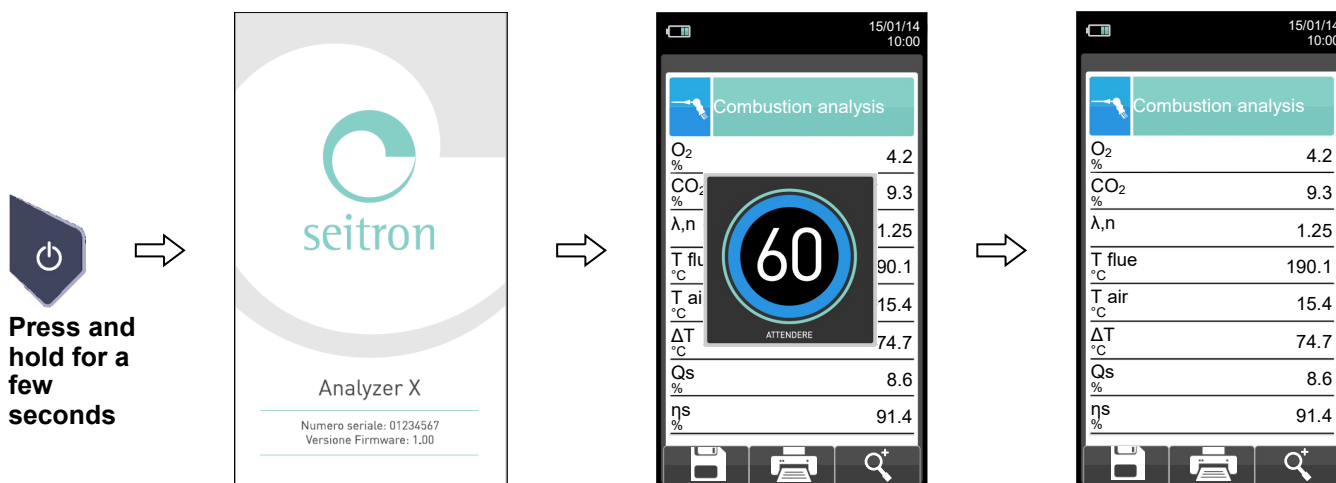 Press and
hold for a
few
seconds
seitron
Analyzer X
Numero seriale: 01234567
Versione Firmware: 1.00
15/01/14
10:00
Combustion analysis
O₂
% 4.2
CO₂
% 9.3
λ,n 1.25
T flu
°C 90.1
T ai
°C 15.4
ΔT
°C 74.7
Qs
% 8.6
ηs
% 91.4
60
ATTENDERE
15/01/14
10:00
Combustion analysis
O₂
% 4.2
CO₂
% 9.3
λ,n 1.25
T flue
°C 190.1
T air
°C 15.4
ΔT
°C 74.7
Qs
% 8.6
ηs
% 91.4